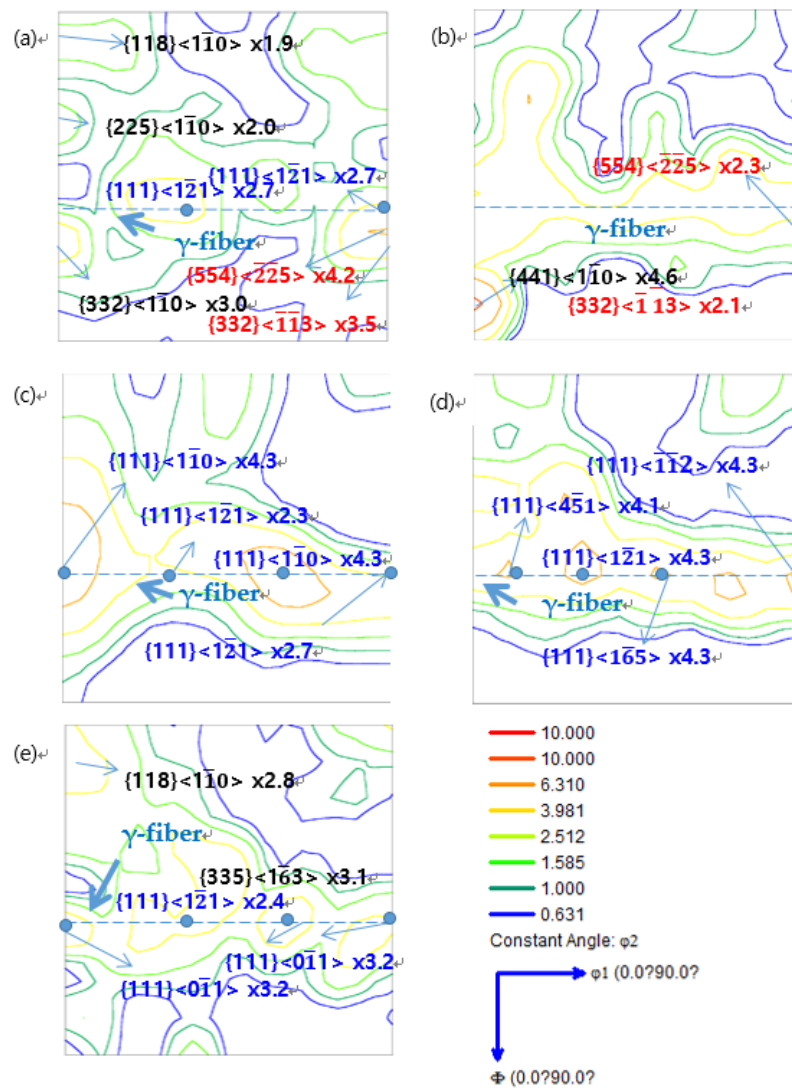 (a)↵
{118}<11̅0> x1.9↵
{225}<11̅0> x2.0↵
{111}<12̅1> x2.7↵
{111}<12̅1> x2.7↵
γ-fiber↵
{554}<2̅2̅5> x4.2↵
{332}<11̅0> x3.0↵
{332}<1̅1̅3> x3.5↵
(b)↵
{554}<2̅2̅5> x2.3↵
γ-fiber↵
{441}<11̅0> x4.6↵
{332}<1̅ 1̅3> x2.1↵
(c)↵
{111}<11̅0> x4.3↵
{111}<12̅1> x2.3↵
{111}<11̅0> x4.3↵
γ-fiber↵
{111}<12̅1> x2.7↵
(d)↵
{111}<1̅1̅2> x4.3↵
{111}<45̅1> x4.1↵
{111}<12̅1> x4.3↵
γ-fiber↵
{111}<16̅5> x4.3↵
(e)↵
{118}<11̅0> x2.8↵
γ-fiber↵
{335}<16̅3> x3.1↵
{111}<12̅1> x2.4↵
{111}<01̅1> x3.2↵
{111}<01̅1> x3.2↵
10.000
10.000
6.310
3.981
2.512
1.585
1.000
0.631
Constant Angle: φ2
φ1 (0.0?90.0?
Φ (0.0?90.0?